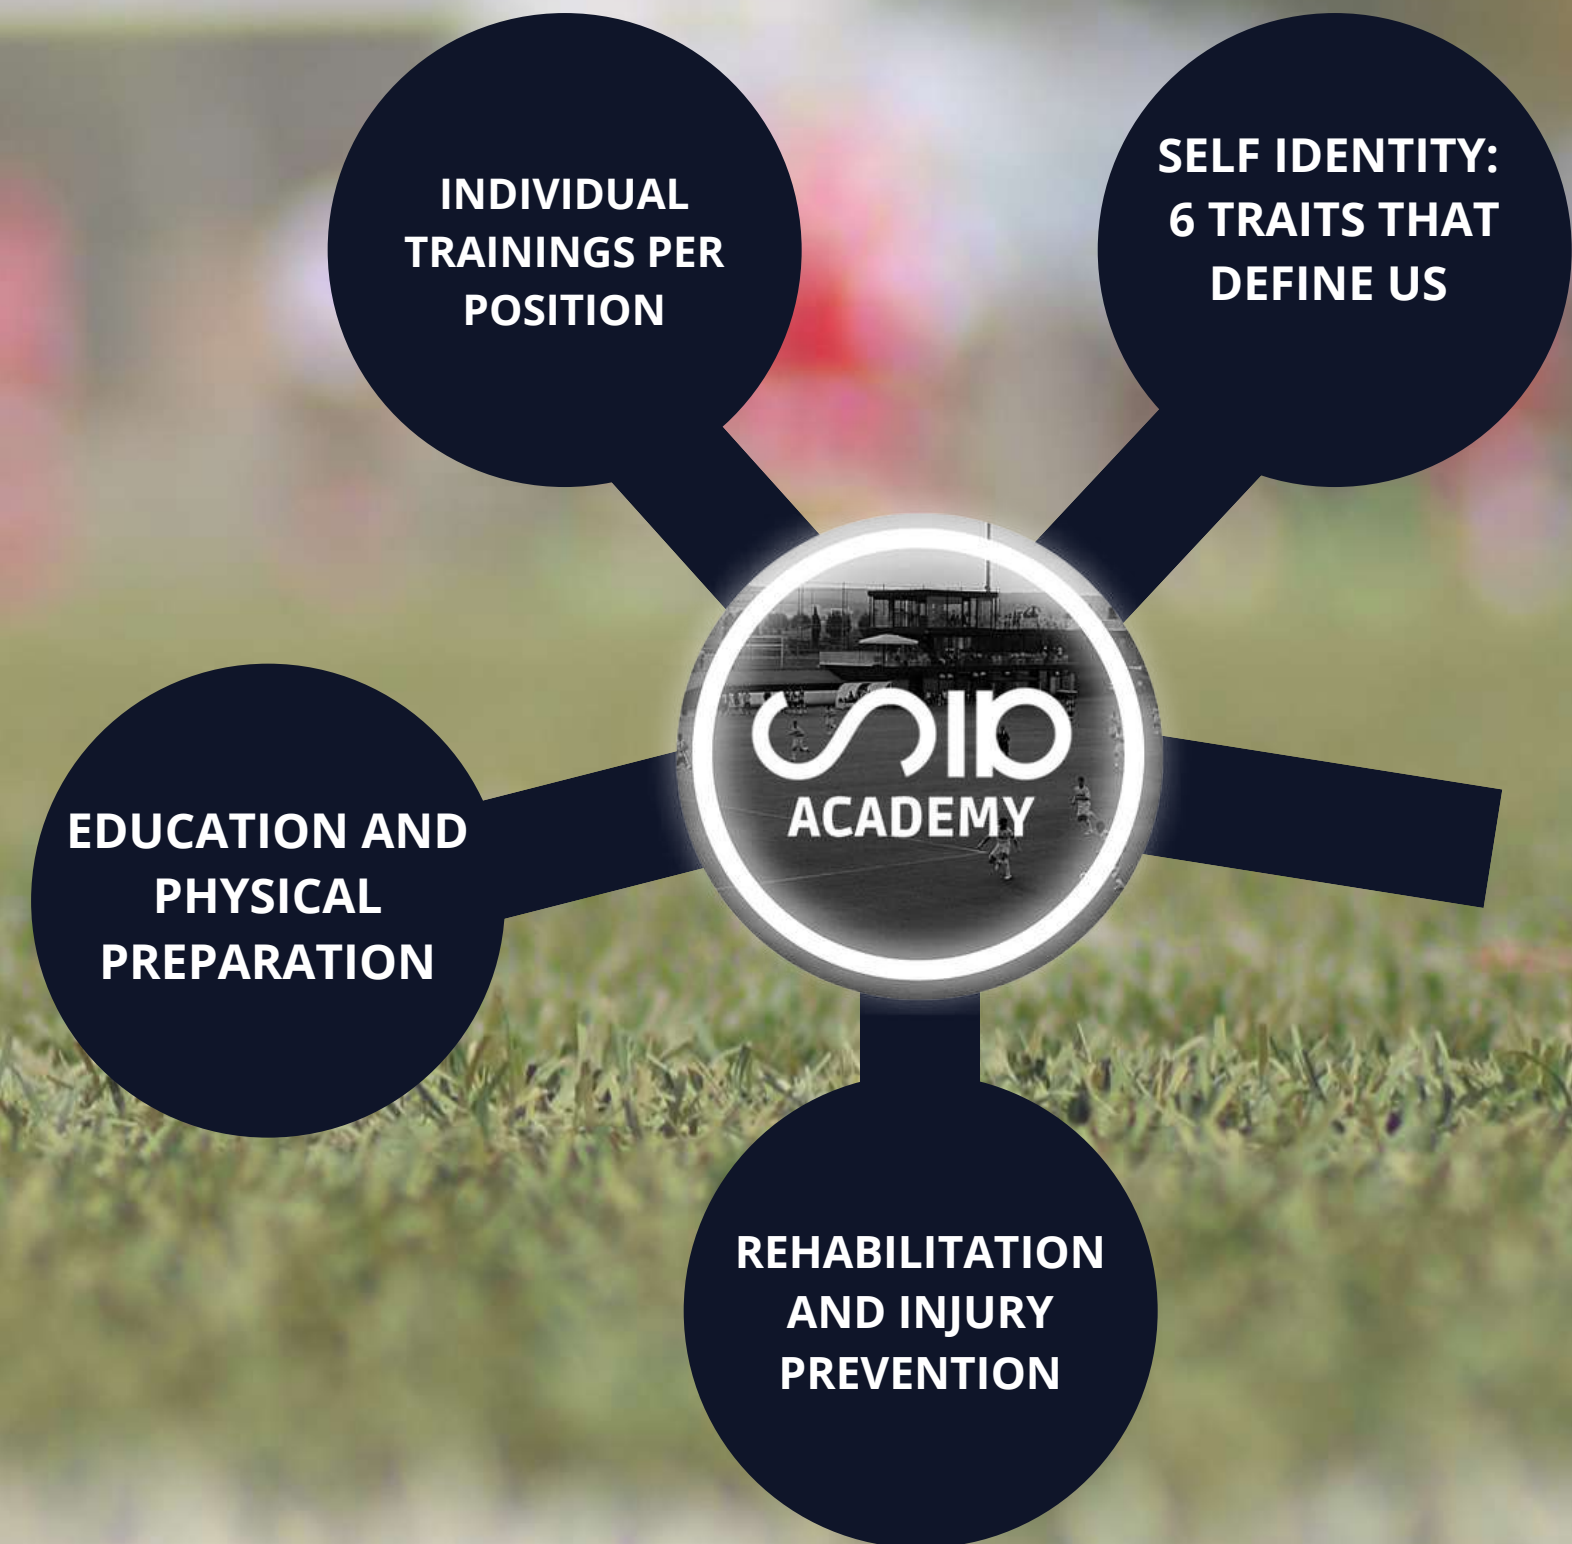 INDIVIDUAL
TRAININGS PER
POSITION
SELF IDENTITY:
6 TRAITS THAT
DEFINE US
SIA
ACADEMY
EDUCATION AND
PHYSICAL
PREPARATION
REHABILITATION
AND INJURY
PREVENTION